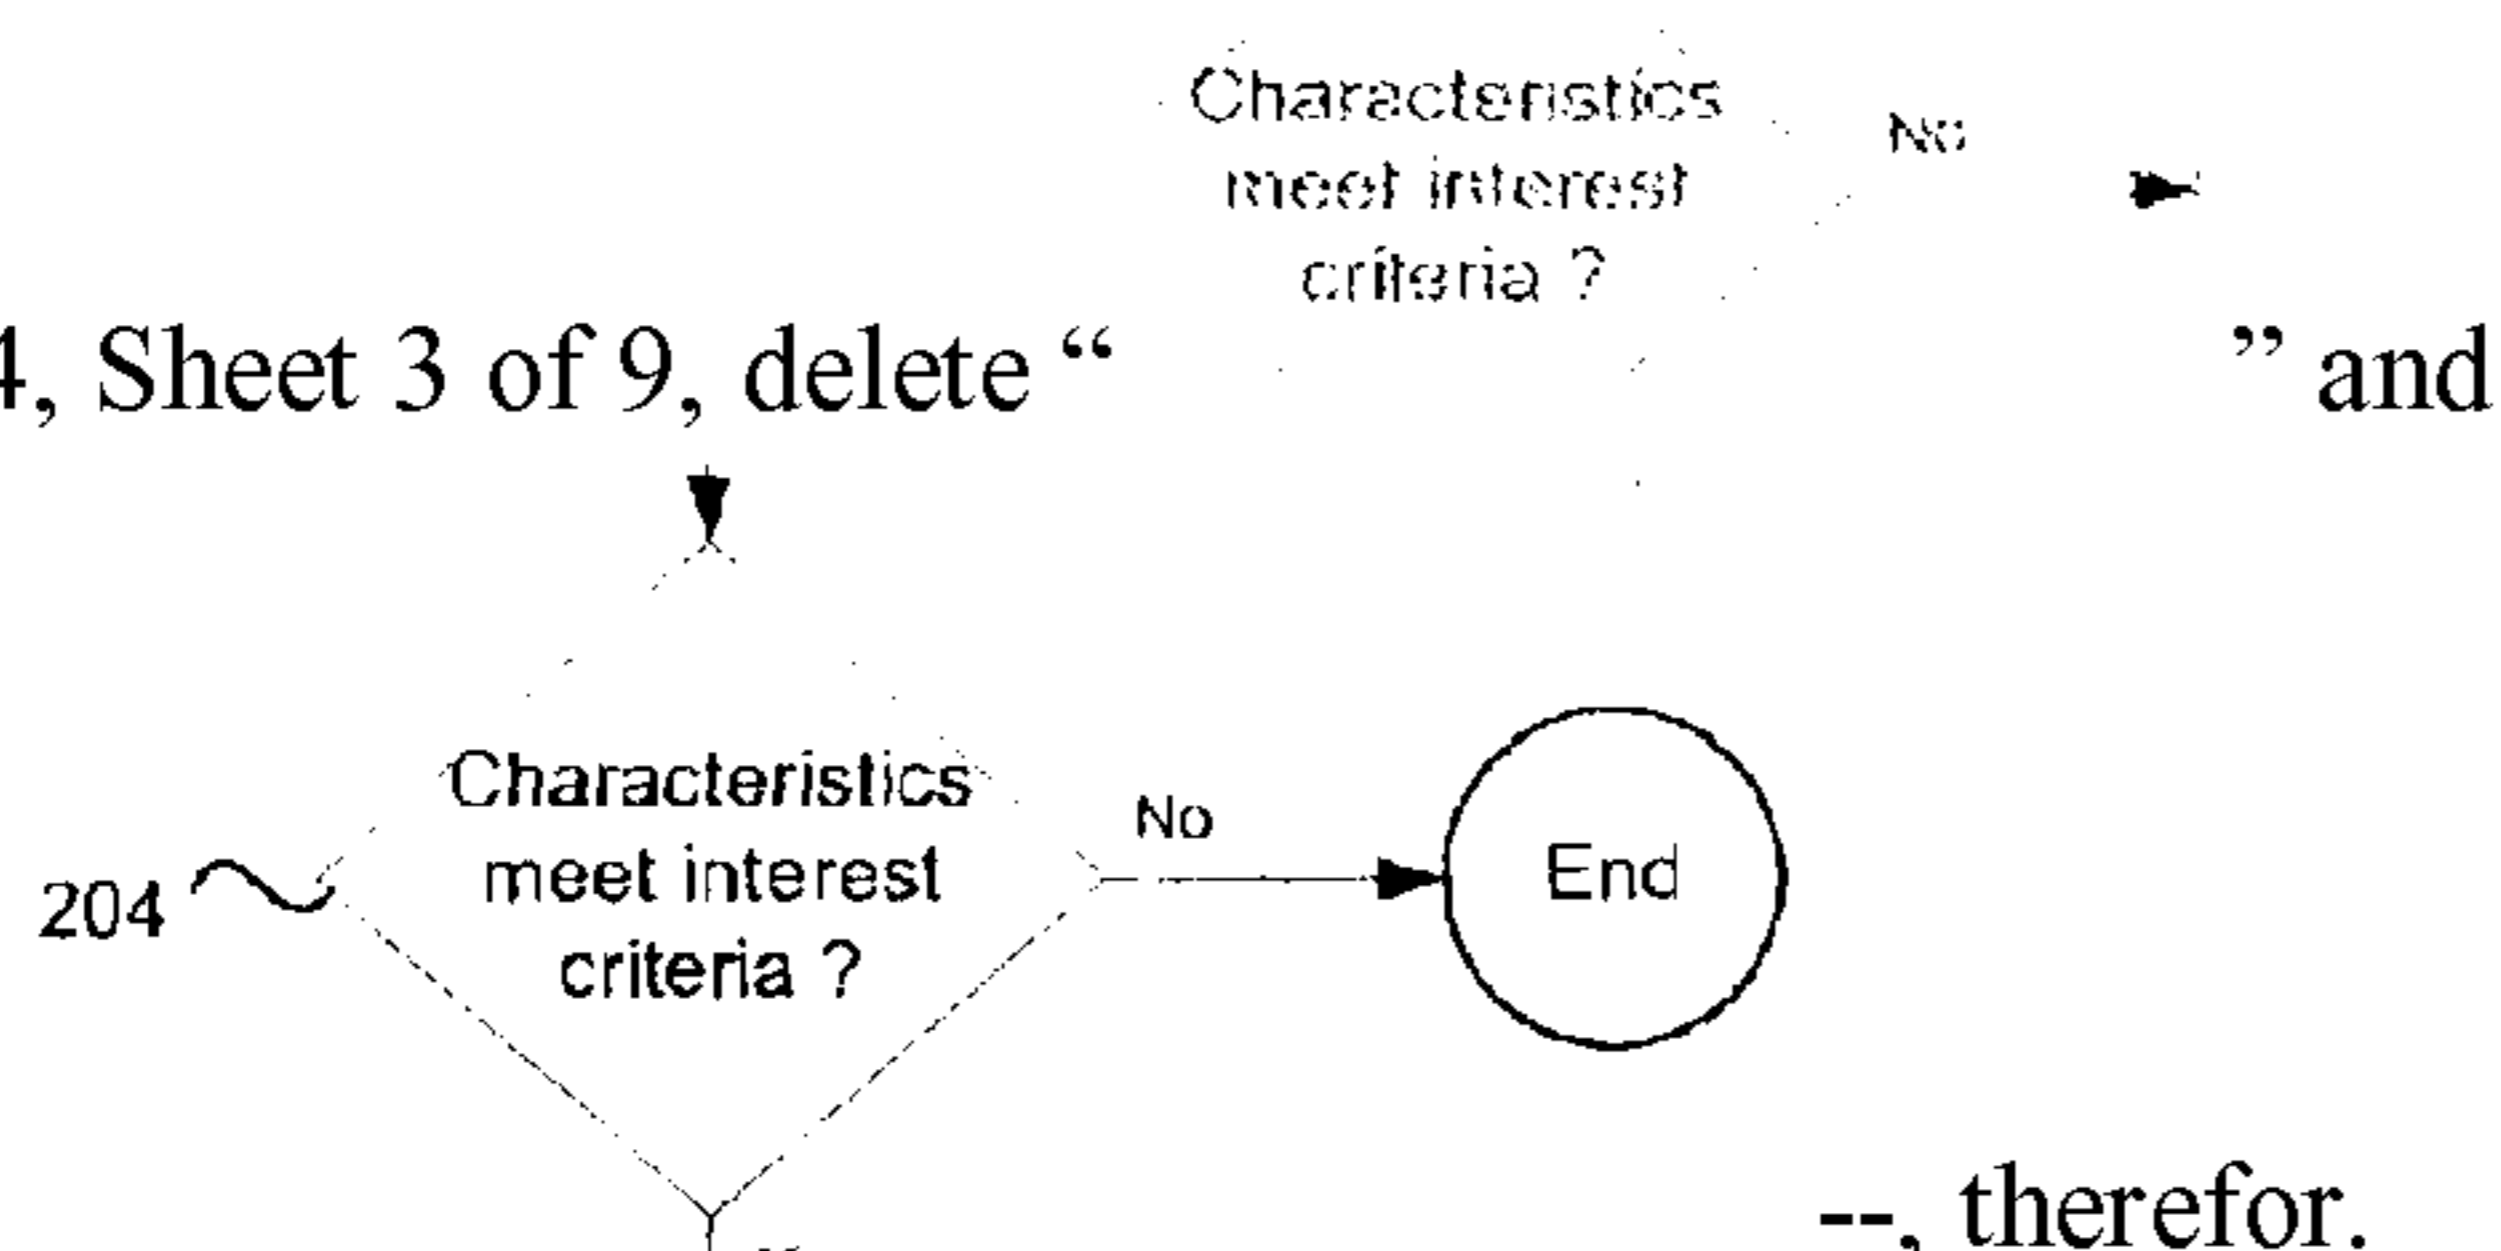 Characteristics
meet interest
criteria ?
No
4, Sheet 3 of 9, delete “ ” and
Characteristics
meet interest
criteria ?
No
End
204
--, therefor.